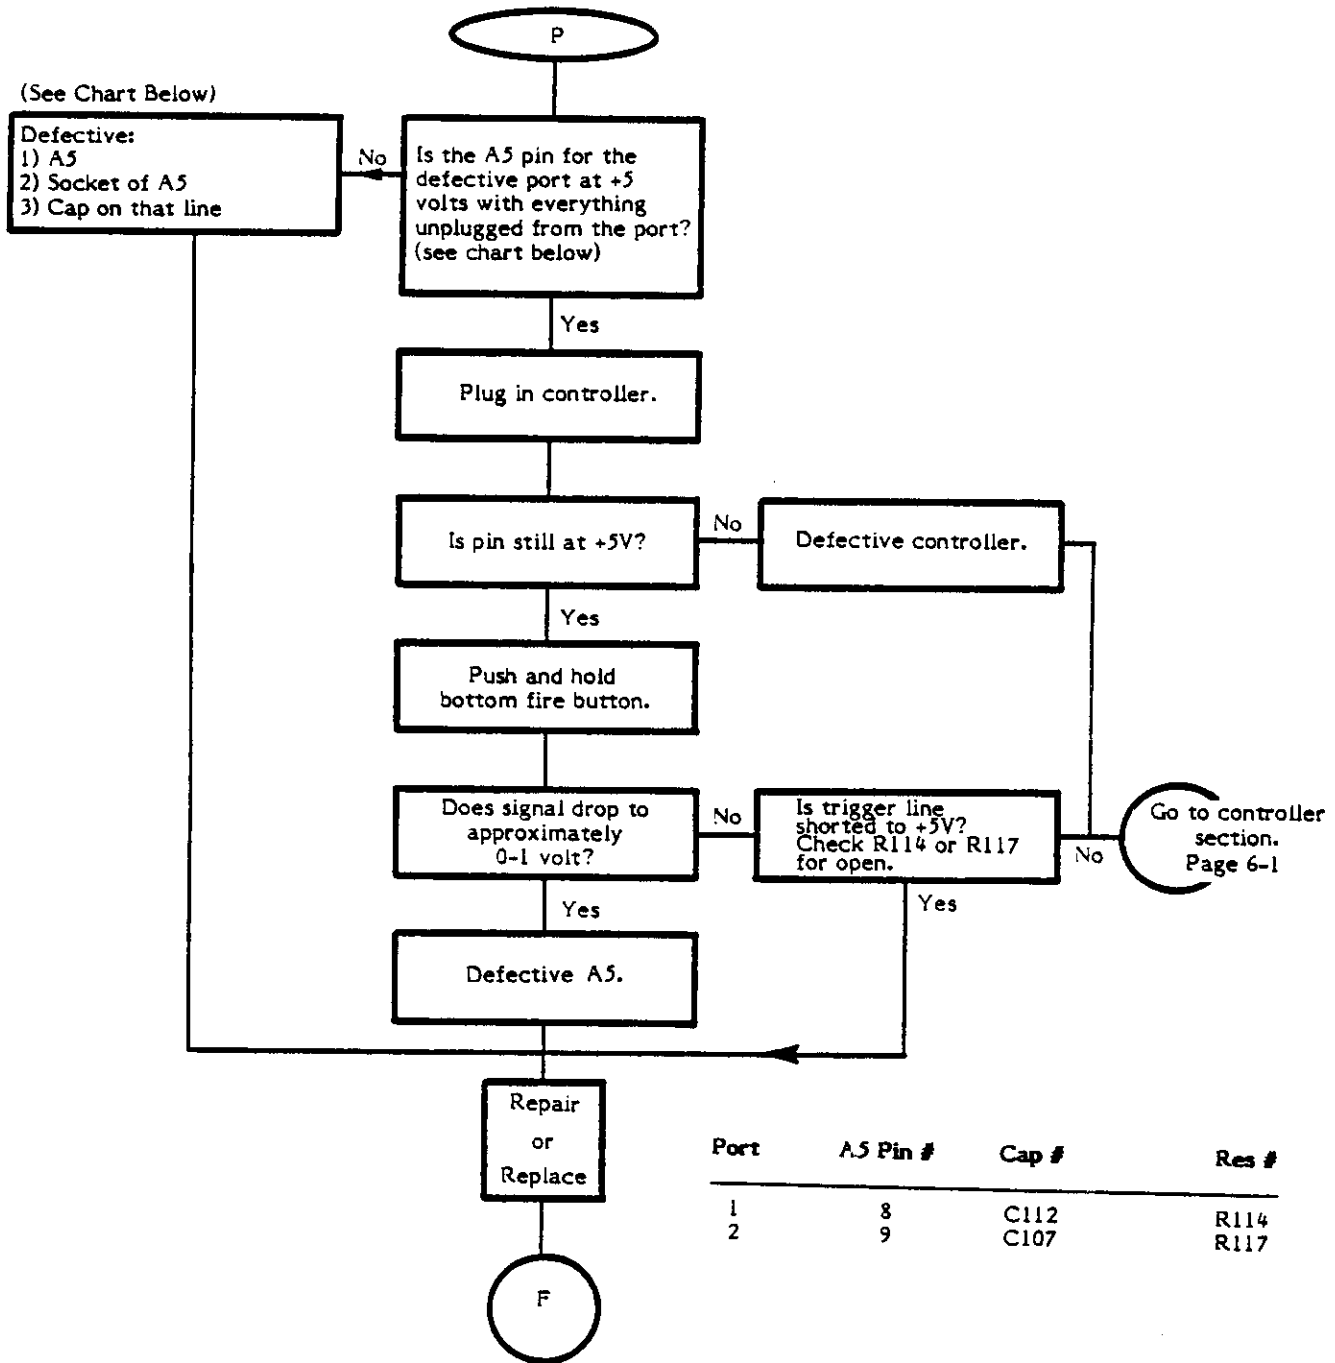 P
(See Chart Below)
Defective:
1) A5
2) Socket of A5
3) Cap on that line
No
Is the A5 pin for the
defective port at +5
volts with everything
unplugged from the port?
(see chart below)
Yes
Plug in controller.
Is pin still at +5V?
No
Defective controller.
Yes
Push and hold
bottom fire button.
Does signal drop to
approximately
0-1 volt?
No
Is trigger line
shorted to +5V?
Check R114 or R117
for open.
No
Go to controller
section.
Page 6-1
Yes
Yes
Defective A5.
Repair
or
Replace
F
Port A5 Pin # Cap # Res #
1 8 C112 R114
2 9 C107 R117